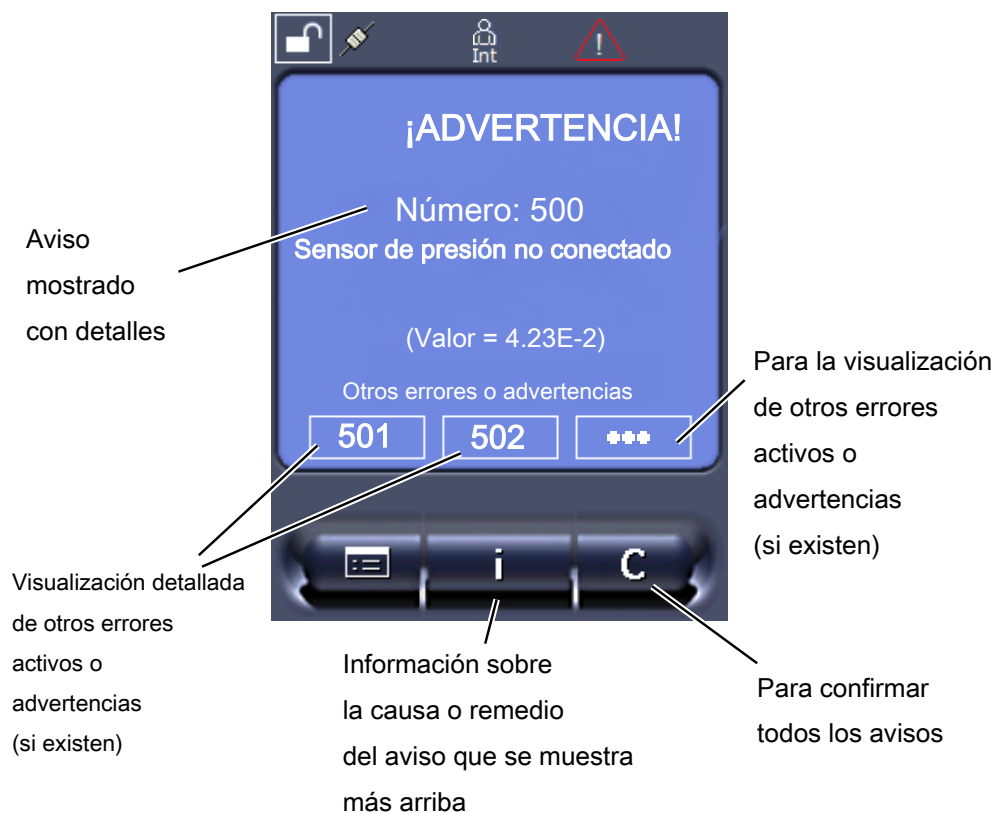 Int
!
¡ADVERTENCIA!
Número: 500
Sensor de presión no conectado
(Valor = 4.23E-2)
Otros errores o advertencias
501
502
•••
i
C
Aviso
mostrado
con detalles
Para la visualización
de otros errores
activos o
advertencias
(si existen)
Visualización detallada
de otros errores
activos o
advertencias
(si existen)
Información sobre
la causa o remedio
del aviso que se muestra
más arriba
Para confirmar
todos los avisos